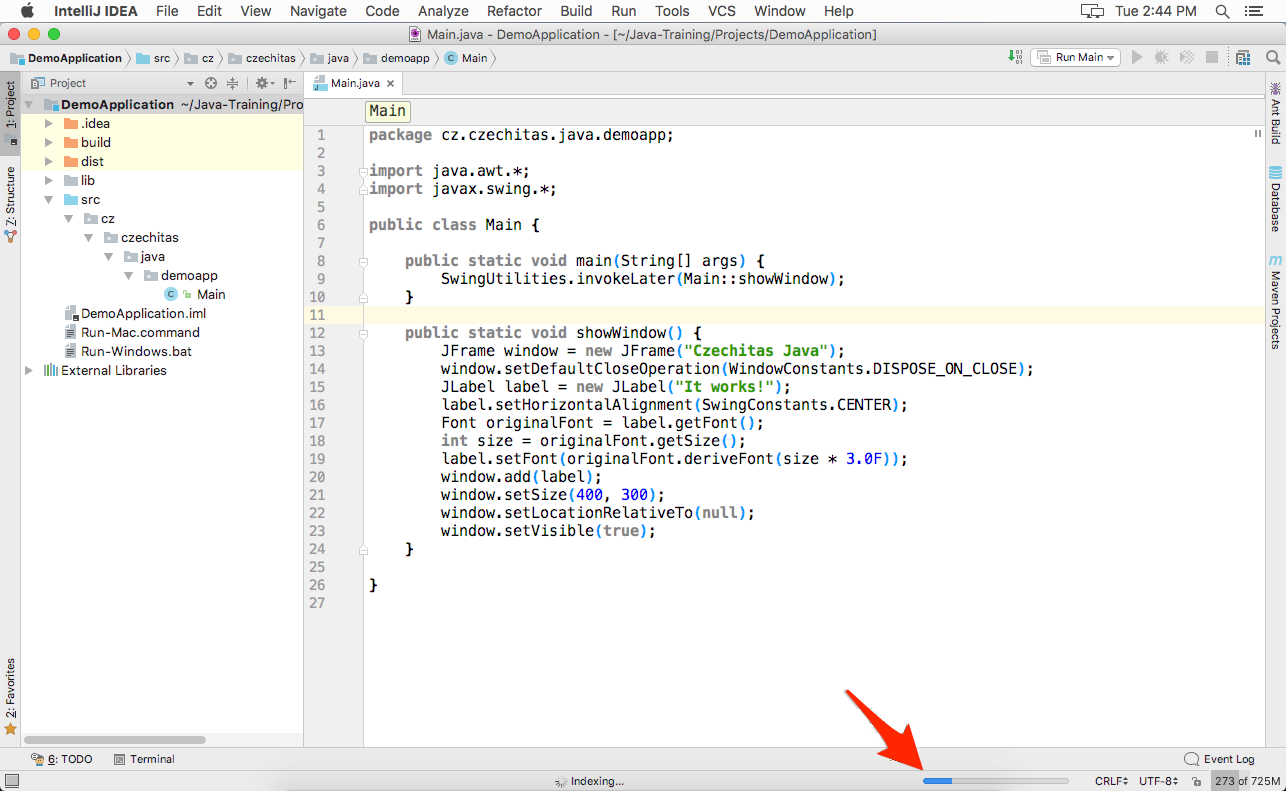 IntelliJ IDEA File Edit View Navigate Code Analyze Refactor Build Run Tools VCS Window Help Tue 2:44 PM
Main.java - DemoApplication - [~/Java-Training/Projects/DemoApplication]
DemoApplication src cz czechitas java demoapp C Main Run Main
1: Project
Z: Structure
2: Favorites
Project
DemoApplication ~/Java-Training/Pro
.idea
build
dist
lib
src
cz
czechitas
java
demoapp
C Main
DemoApplication.iml
Run-Mac.command
Run-Windows.bat
External Libraries
Main.java
Main
1 package cz.czechitas.java.demoapp;
2
3 import java.awt.*;
4 import javax.swing.*;
5
6 public class Main {
7
8 public static void main(String[] args) {
9 SwingUtilities.invokeLater(Main::showWindow);
10 }
11
12 public static void showWindow() {
13 JFrame window = new JFrame("Czechitas Java");
14 window.setDefaultCloseOperation(WindowConstants.DISPOSE_ON_CLOSE);
15 JLabel label = new JLabel("It works!");
16 label.setHorizontalAlignment(SwingConstants.CENTER);
17 Font originalFont = label.getFont();
18 int size = originalFont.getSize();
19 label.setFont(originalFont.deriveFont(size * 3.0F));
20 window.add(label);
21 window.setSize(400, 300);
22 window.setLocationRelativeTo(null);
23 window.setVisible(true);
24 }
25
26 }
27
Ant Build
Database
m Maven Projects
6: TODO Terminal Event Log
Indexing... CRLF UTF-8 273 of 725M